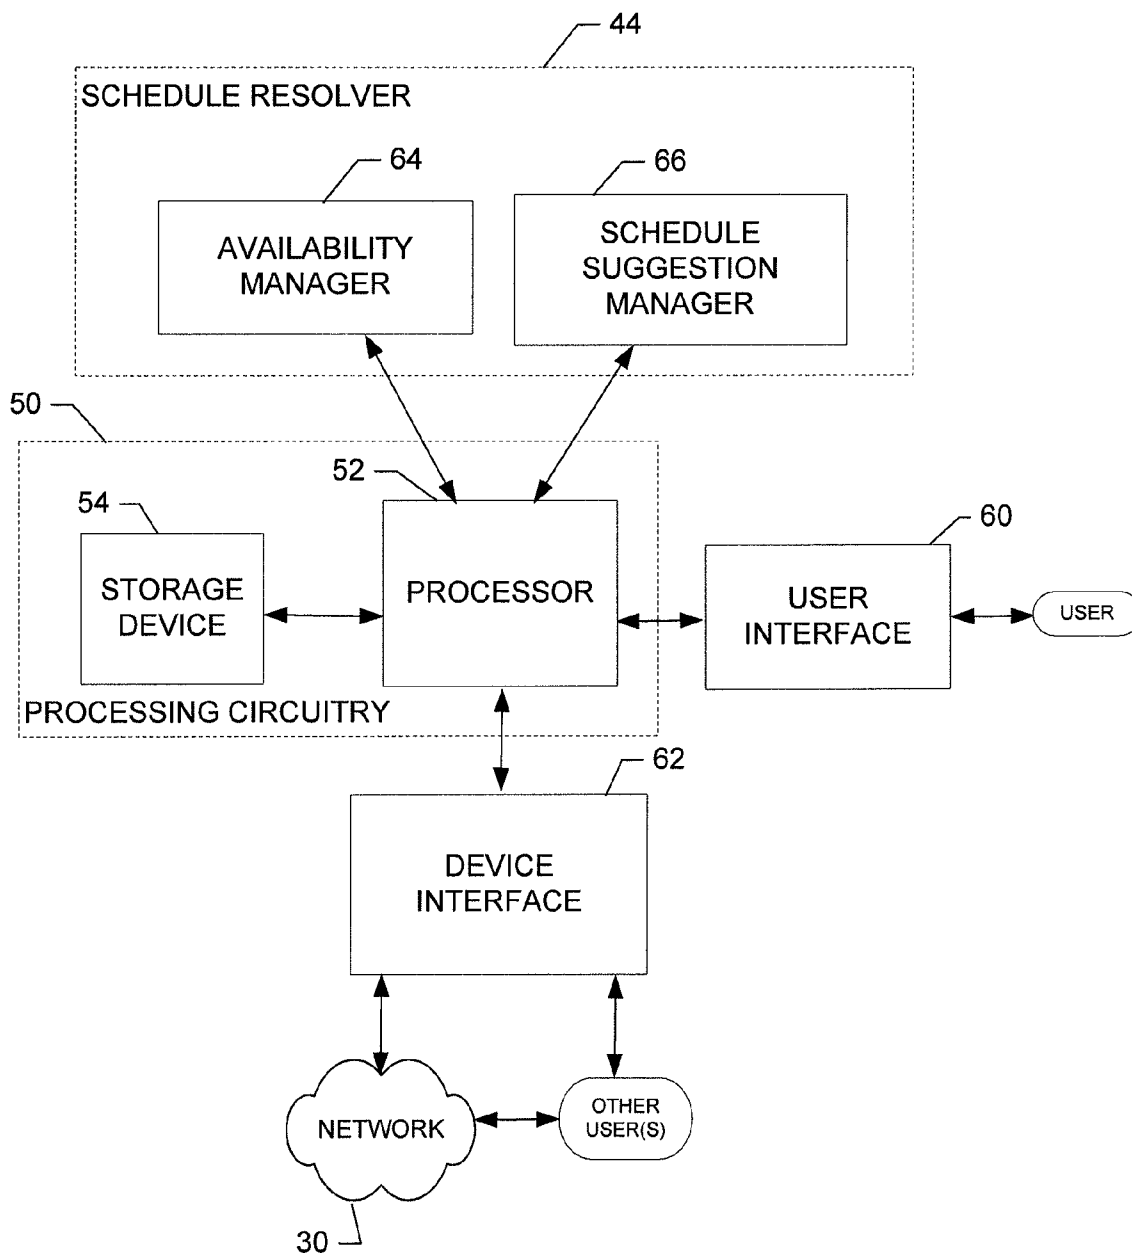 44
SCHEDULE RESOLVER
64
66
AVAILABILITY
MANAGER
SCHEDULE
SUGGESTION
MANAGER
50
52
54
60
STORAGE
DEVICE
PROCESSOR
USER
INTERFACE
USER
PROCESSING CIRCUITRY
62
DEVICE
INTERFACE
NETWORK
OTHER
USER(S)
30